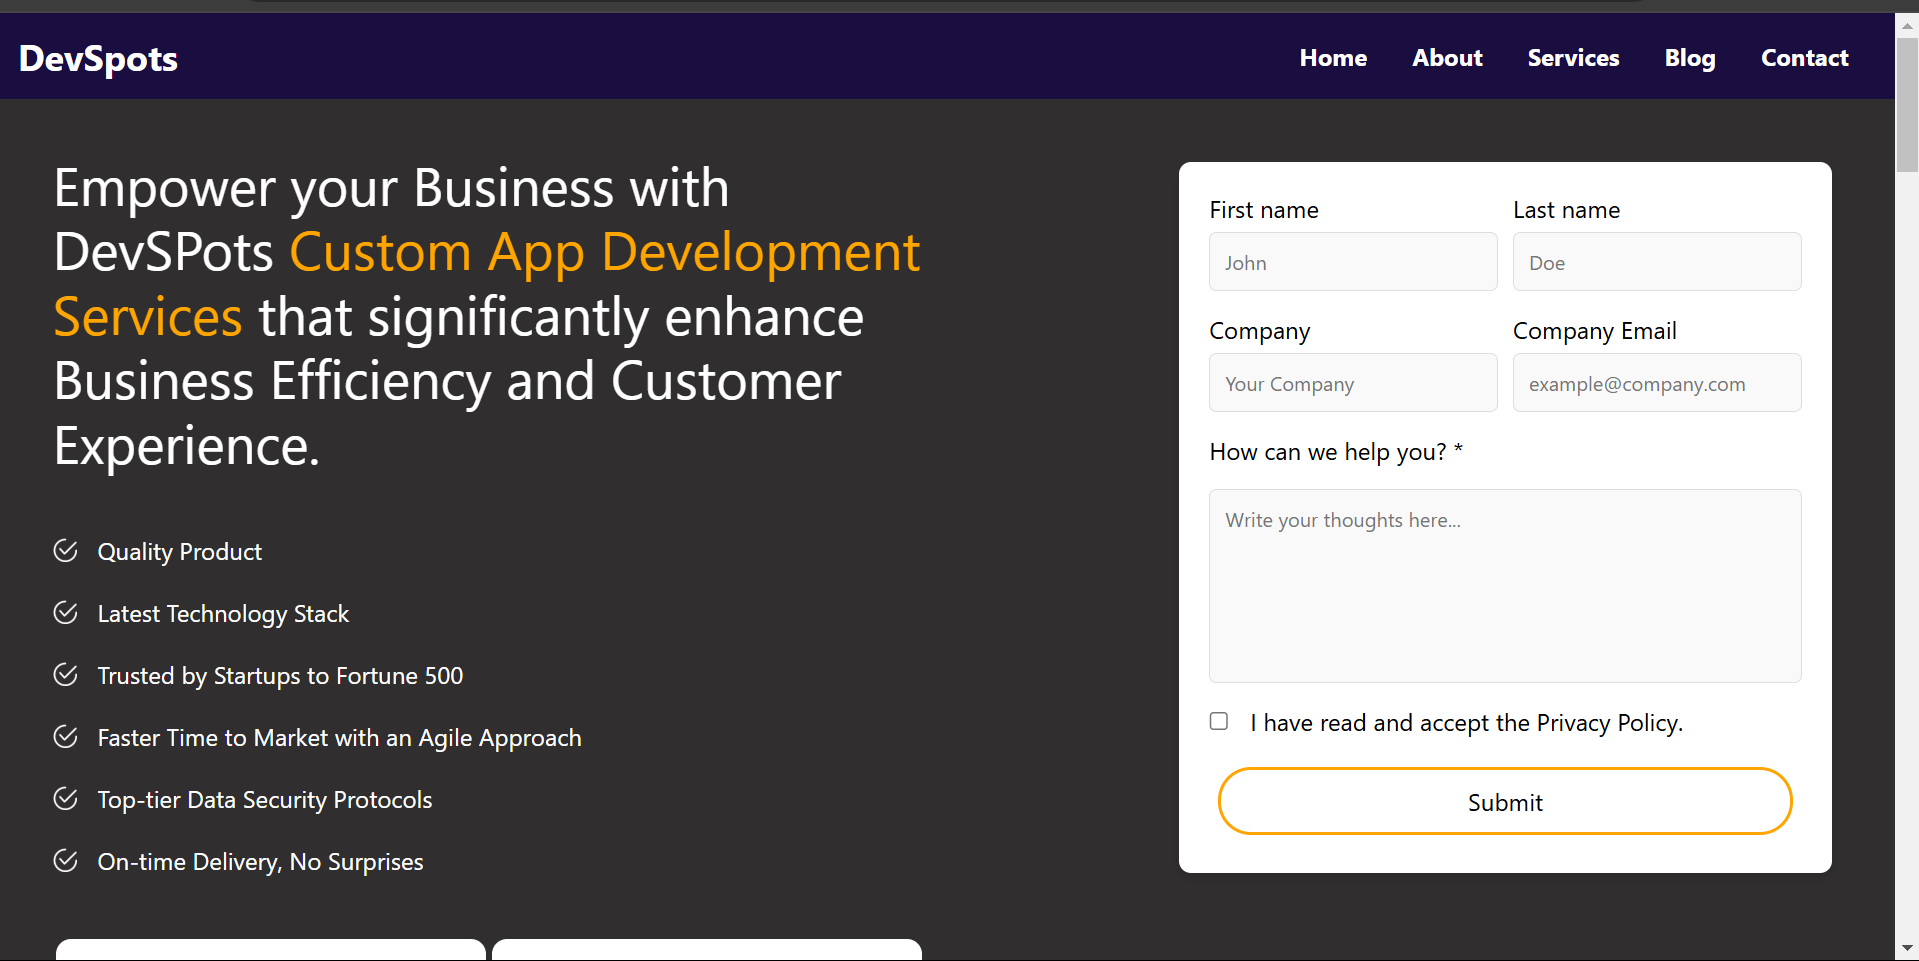 DevSpots
Home About Services Blog Contact
Empower your Business with
DevSPots Custom App Development
Services that significantly enhance
Business Efficiency and Customer
Experience.
Quality Product
Latest Technology Stack
Trusted by Startups to Fortune 500
Faster Time to Market with an Agile Approach
Top-tier Data Security Protocols
On-time Delivery, No Surprises
First name Last name
John Doe
Company Company Email
Your Company example@company.com
How can we help you? *
Write your thoughts here...
I have read and accept the Privacy Policy.
Submit